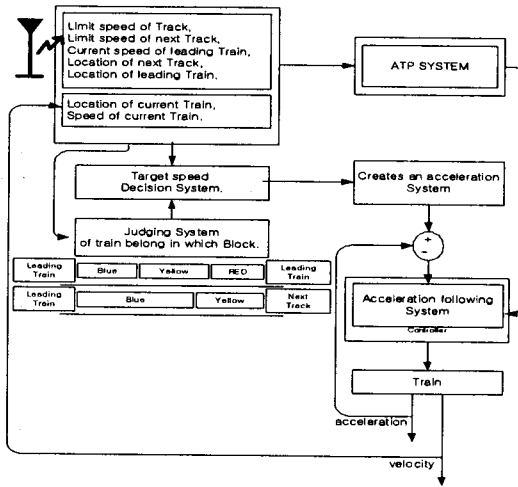 Limit speed of Track,
Limit speed of next Track,
Current speed of leading Train,
Location of next Track,
Location of leading Train.
ATP SYSTEM
Location of current Train,
Speed of current Train.
Target speed
Decision System.
Creates an acceleration
System
Judging System
of train belong in which Block.
+
-
Leading
Train
Blue
Yellow
RED
Leading
Train
Leading
Train
Blue
Yellow
Next
Track
Acceleration following
System
Controller
Train
acceleration
velocity